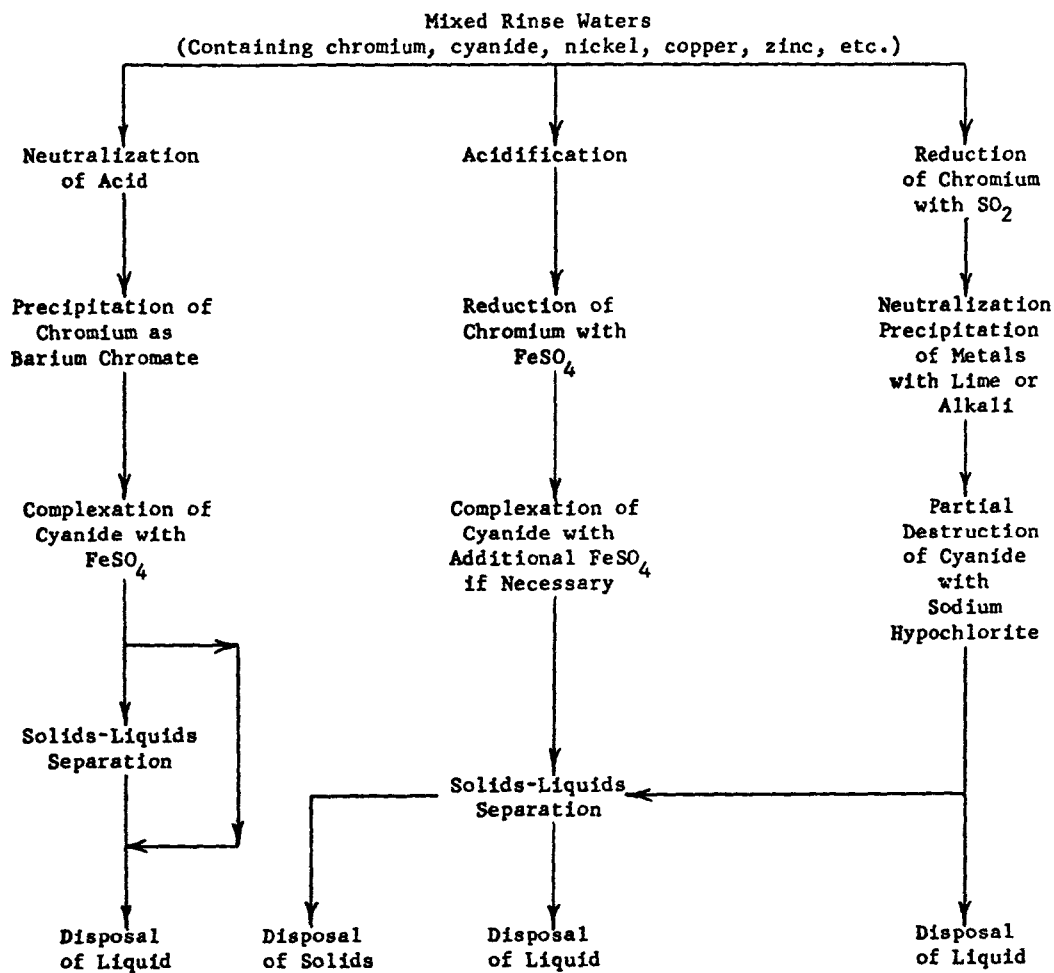 Mixed Rinse Waters
(Containing chromium, cyanide, nickel, copper, zinc, etc.)
Neutralization
of Acid
Acidification
Reduction
of Chromium
with SO2
Precipitation of
Chromium as
Barium Chromate
Reduction of
Chromium with
FeSO4
Neutralization
Precipitation
of Metals
with Lime or
Alkali
Complexation of
Cyanide with
FeSO4
Complexation of
Cyanide with
Additional FeSO4
if Necessary
Partial
Destruction
of Cyanide
with
Sodium
Hypochlorite
Solids-Liquids
Separation
Solids-Liquids
Separation
Disposal
of Liquid
Disposal
of Solids
Disposal
of Liquid
Disposal
of Liquid